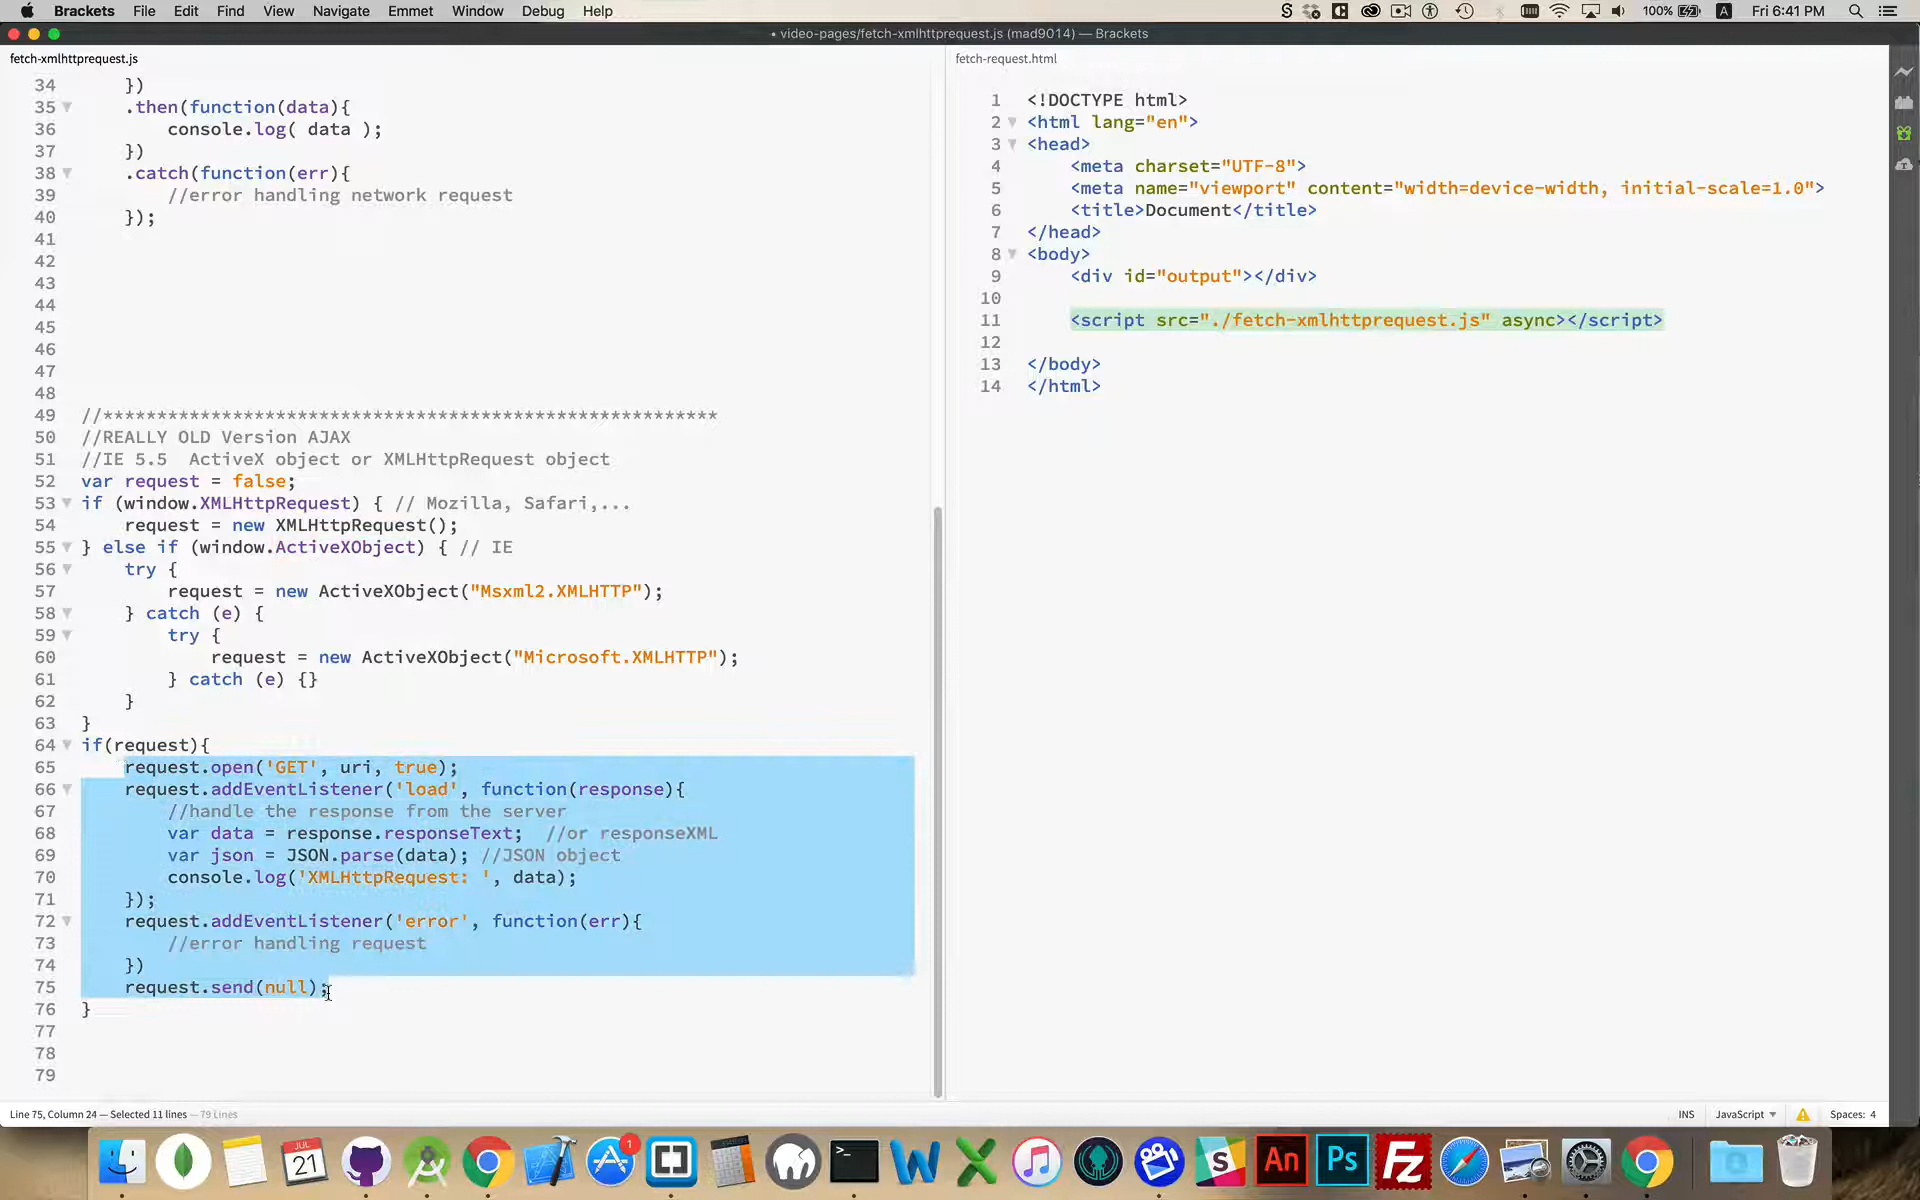 Brackets File Edit Find View Navigate Emmet Window Debug Help 100% Fri 6:41 PM
• video-pages/fetch-xmlhttprequest.js (mad9014) — Brackets
fetch-xmlhttprequest.js
34 })
35 .then(function(data){
36 console.log( data );
37 })
38 .catch(function(err){
39 //error handling network request
40 });
41
42
43
44
45
46
47
48
49 //*********************************************************
50 //REALLY OLD Version AJAX
51 //IE 5.5  ActiveX object or XMLHttpRequest object
52 var request = false;
53 if (window.XMLHttpRequest) { // Mozilla, Safari,...
54 request = new XMLHttpRequest();
55 } else if (window.ActiveXObject) { // IE
56 try {
57 request = new ActiveXObject("Msxml2.XMLHTTP");
58 } catch (e) {
59 try {
60 request = new ActiveXObject("Microsoft.XMLHTTP");
61 } catch (e) {}
62 }
63 }
64 if(request){
65 request.open('GET', uri, true);
66 request.addEventListener('load', function(response){
67 //handle the response from the server
68 var data = response.responseText;  //or responseXML
69 var json = JSON.parse(data); //JSON object
70 console.log('XMLHttpRequest: ', data);
71 });
72 request.addEventListener('error', function(err){
73 //error handling request
74 })
75 request.send(null);
76 }
77
78
79
fetch-request.html
1 <!DOCTYPE html>
2 <html lang="en">
3 <head>
4 <meta charset="UTF-8">
5 <meta name="viewport" content="width=device-width, initial-scale=1.0">
6 <title>Document</title>
7 </head>
8 <body>
9 <div id="output"></div>
10
11 <script src="./fetch-xmlhttprequest.js" async></script>
12
13 </body>
14 </html>
Line 75, Column 24 — Selected 11 lines — 79 Lines
INS JavaScript Spaces: 4
JUL
21
1
An
Ps
Fz